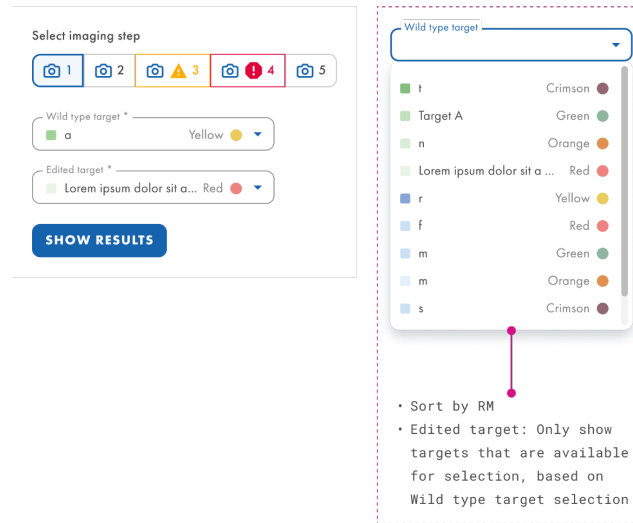 Select imaging step
1
2
3
4
5
Wild type target *
a Yellow
Edited target *
Lorem ipsum dolor sit a... Red
SHOW RESULTS
Wild type target
t Crimson
Target A Green
n Orange
Lorem ipsum dolor sit a ... Red
r Yellow
f Red
m Green
m Orange
s Crimson
• Sort by RM
• Edited target: Only show
targets that are available
for selection, based on
Wild type target selection